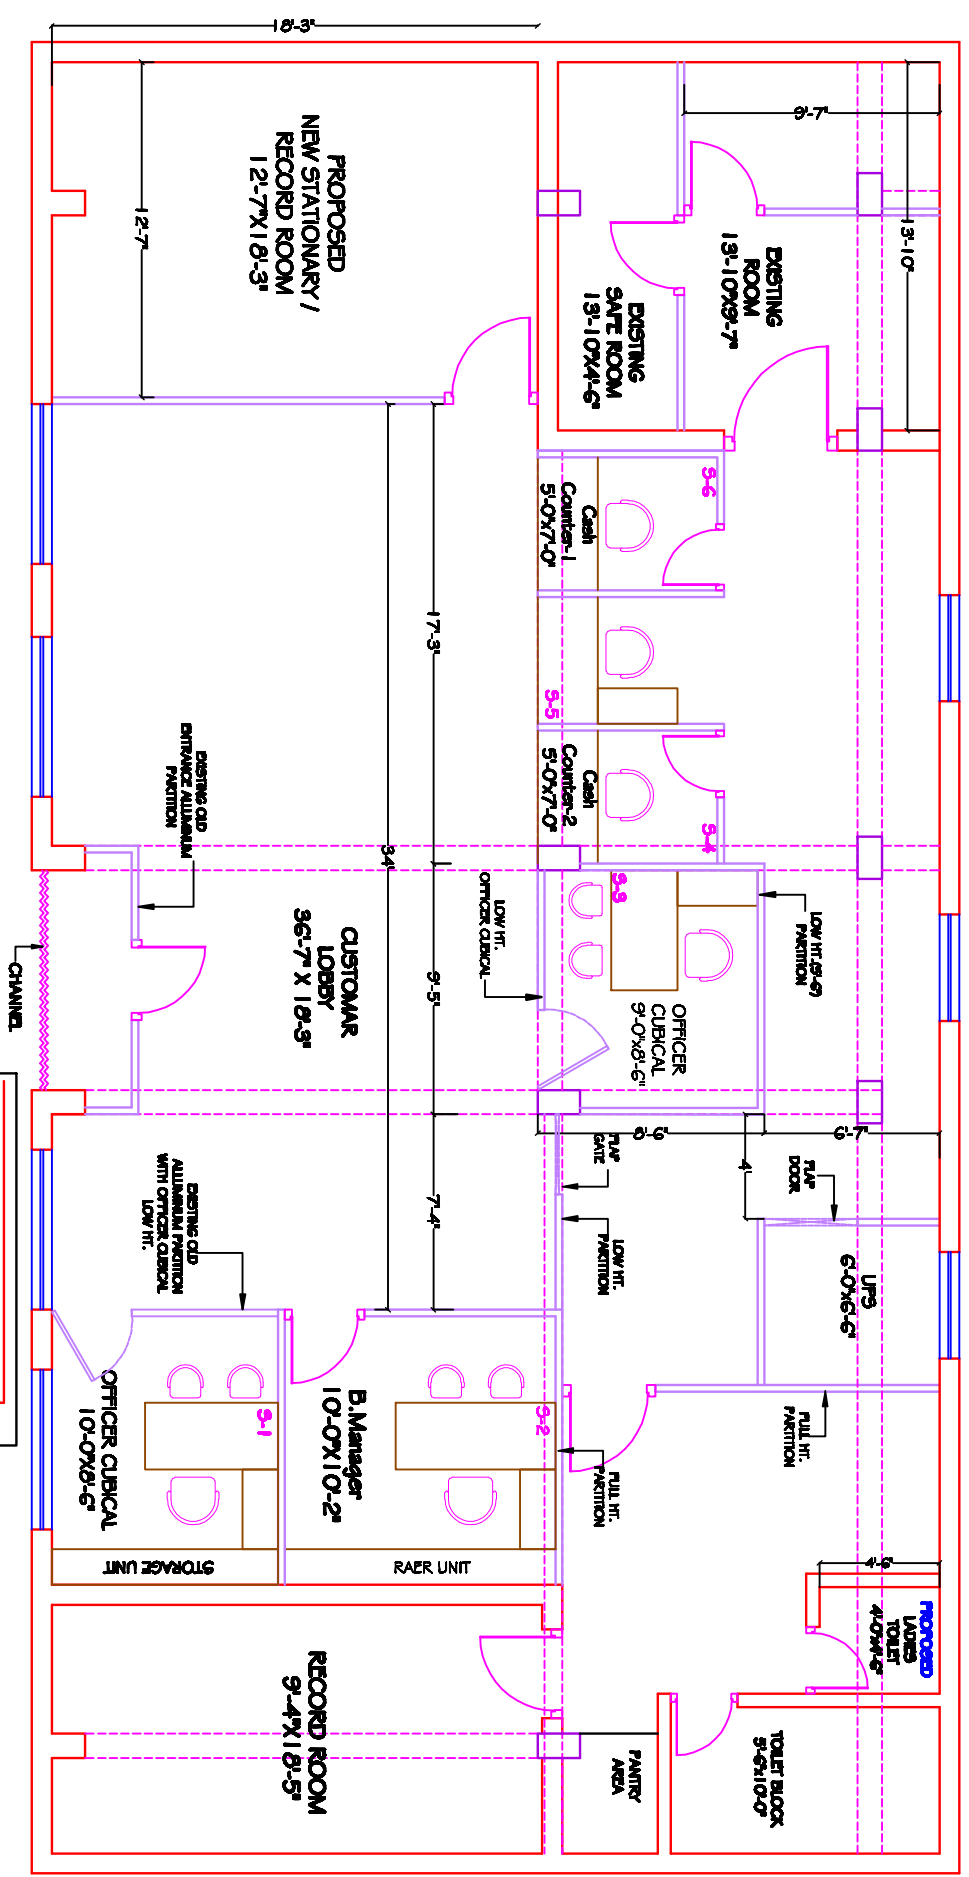 18'-3"
12'-7"
PROPOSED
NEW STATIONARY /
RECORD ROOM
12'-7"X18'-3"
9'-7"
13'-10"
EXISTING
ROOM
13'-10"X9'-7"
EXISTING
SAFE ROOM
13'-10"X4'-6"
S-6
Cash
Counter-1
5'-0"x7'-0"
S-5
Cash
Counter-2
5'-0"x7'-0"
S-4
17'-3"
34'
9'-5"
7'-4"
EXISTING OLD
ENTRANCE ALLUMINUM
PARTITION
CHANNEL
CUSTOMAR
LOBBY
36'-7" X 18'-3"
LOW HT.
OFFICER CUBICAL
S-3
OFFICER
CUBICAL
9'-0"x8'-6"
LOW HT.(5'-6")
PARTITION
8'-6"
6'-7"
4'
FLAP
GATE
FLAP
DOOR
LOW HT.
PARTITION
UPS
6'-0"x6'-6"
FULL HT.
PARTITION
EXISTING OLD
ALLUMINUM PARTITION
WITH OFFICER CUBICAL
LOW HT.
S-1
OFFICER CUBICAL
10'-0"X8'-6"
STORAGE UNIT
S-2
B.Manager
10'-0"X10'-2"
RAER UNIT
FULL HT.
PARTITION
4'-6"
PROPOSED
LADIES
TOILET
4'-0"x4'-6"
TOILET BLOCK
5'-6"x10'-0"
PANTRY
AREA
RECORD ROOM
9'-4"X18'-5"